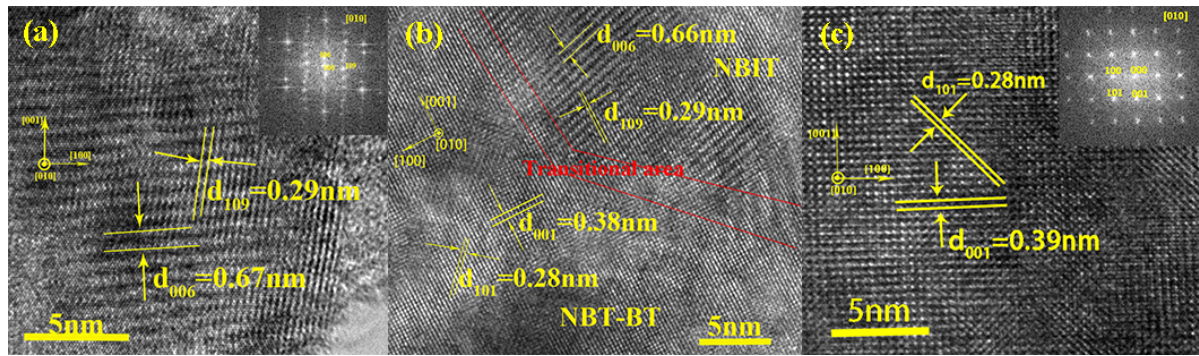 (a)
[010]
109
[001]
[100]
[010]
d109=0.29nm
d006=0.67nm
5nm
(b)
d006=0.66nm
NBIT
d109=0.29nm
[001]
[010]
[100]
Transitional area
d001=0.38nm
d101=0.28nm
NBT-BT
5nm
(c)
[010]
100 000
101 001
d101=0.28nm
[001]
[100]
[010]
d001=0.39nm
5nm